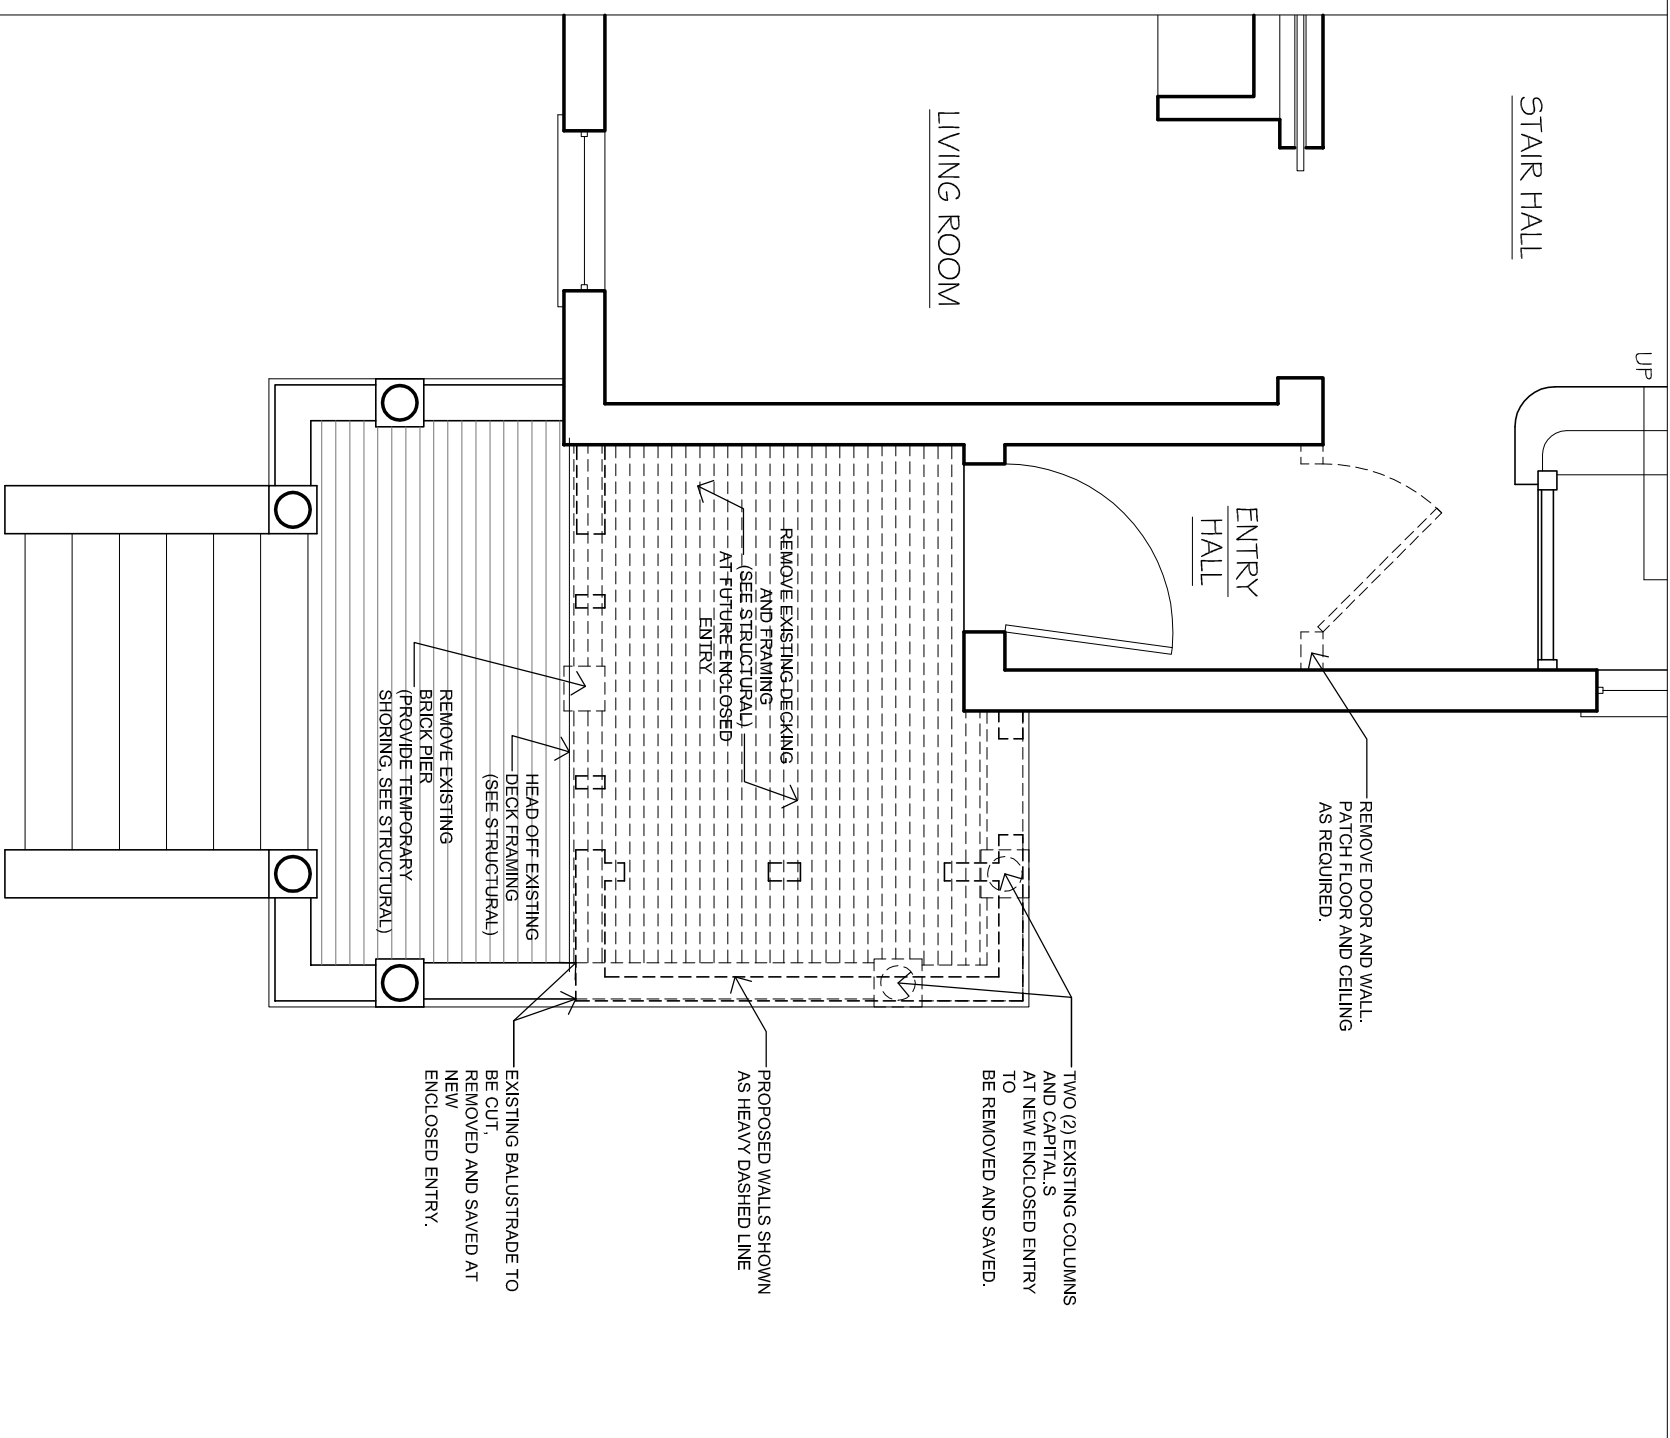 STAIR HALL
UP
LIVING ROOM
ENTRY
HALL
REMOVE DOOR AND WALL.
PATCH FLOOR AND CEILING
AS REQUIRED.
REMOVE EXISTING DECKING
AND FRAMING
(SEE STRUCTURAL)
AT FUTURE ENCLOSED
ENTRY
TWO (2) EXISTING COLUMNS
AND CAPITAL.S
AT NEW ENCLOSED ENTRY
TO
BE REMOVED AND SAVED.
PROPOSED WALLS SHOWN
AS HEAVY DASHED LINE
HEAD OFF EXISTING
DECK FRAMING
(SEE STRUCTURAL)
REMOVE EXISTING
BRICK PIER
(PROVIDE TEMPORARY
SHORING, SEE STRUCTURAL)
EXISTING BALUSTRADE TO
BE CUT,
REMOVED AND SAVED AT
NEW
ENCLOSED ENTRY.